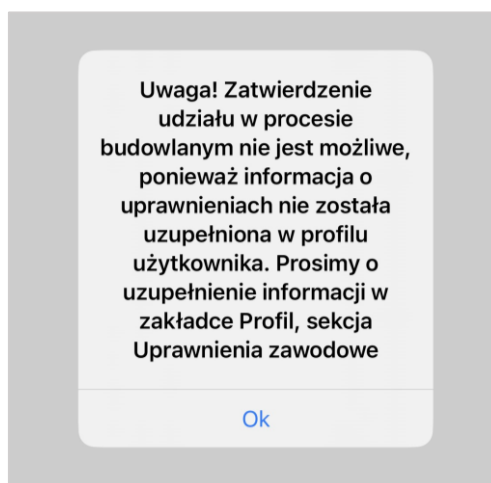 Uwaga! Zatwierdzenie
udziału w procesie
budowlanym nie jest możliwe,
ponieważ informacja o
uprawnieniach nie została
uzupełniona w profilu
użytkownika. Prosimy o
uzupełnienie informacji w
zakładce Profil, sekcja
Uprawnienia zawodowe
Ok